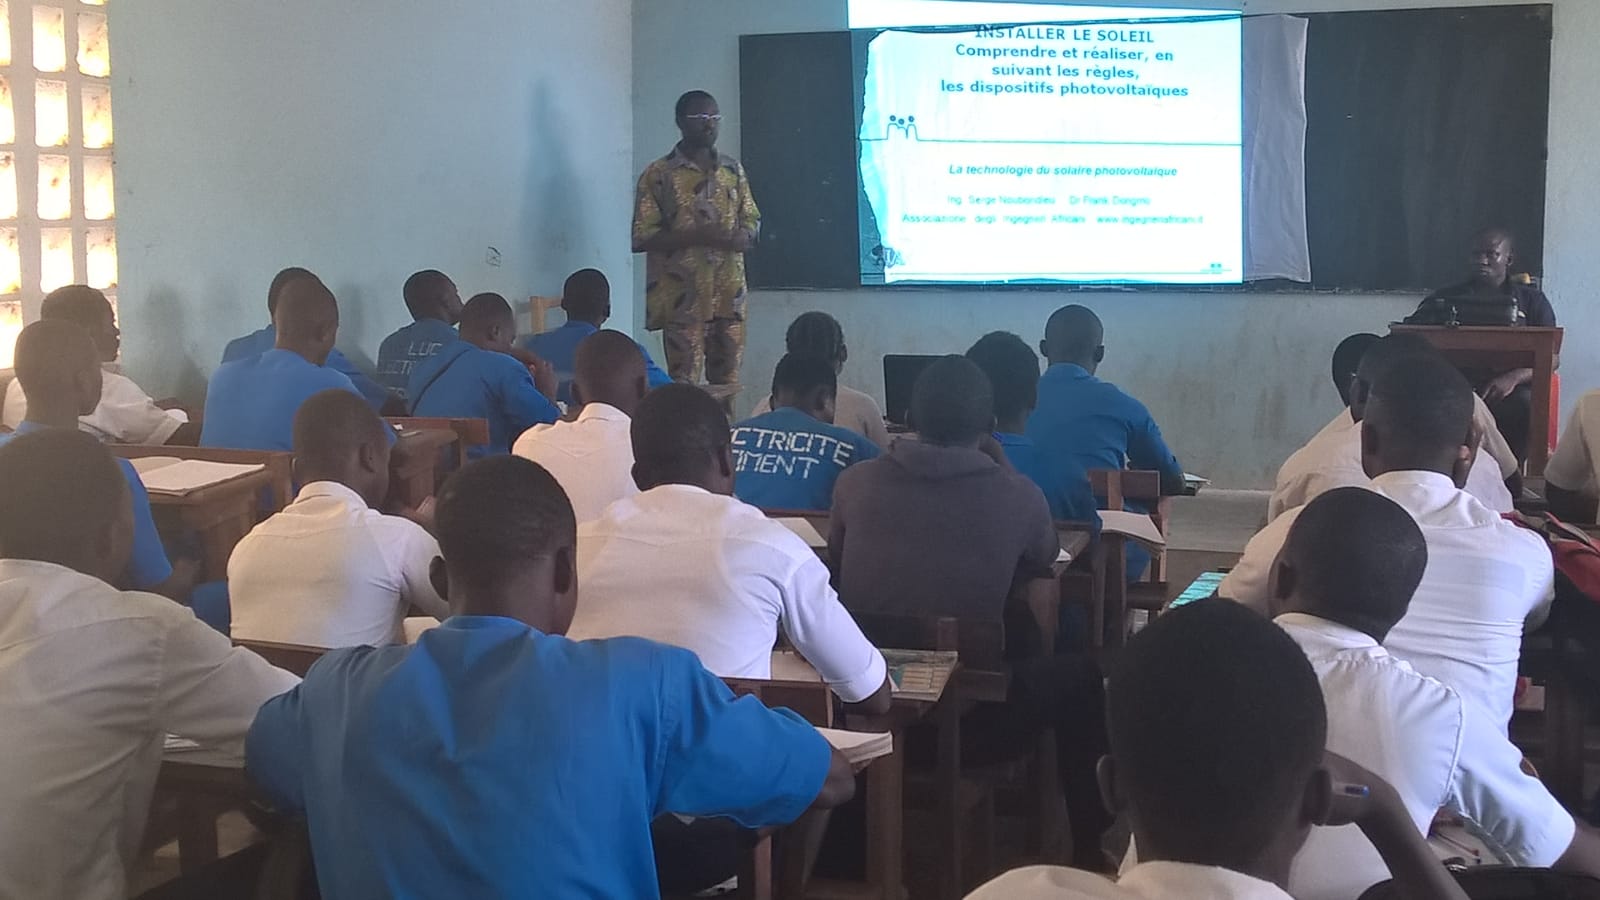 INSTALLER LE SOLEIL
Comprendre et réaliser, en
suivant les règles,
les dispositifs photovoltaïques
La technologie du solaire photovoltaïque
Ing. Serge Noubondieu Dr Frank Dongmo
Associazione degli Ingegneri Africani www.ingegneriafricani.it
LUC
CTRICITE
IMENT